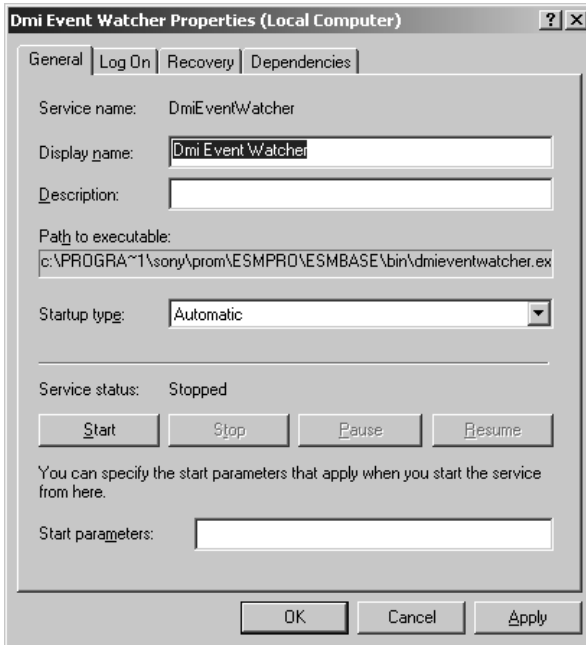 Dmi Event Watcher Properties (Local Computer)
General Log On Recovery Dependencies
Service name: DmiEventWatcher
Display name: Dmi Event Watcher
Description:
Path to executable:
c:\PROGRA~1\sony\prom\ESMPRO\ESMBASE\bin\dmieventwatcher.ex
Startup type: Automatic
Service status: Stopped
Start Stop Pause Resume
You can specify the start parameters that apply when you start the service
from here.
Start parameters:
OK Cancel Apply